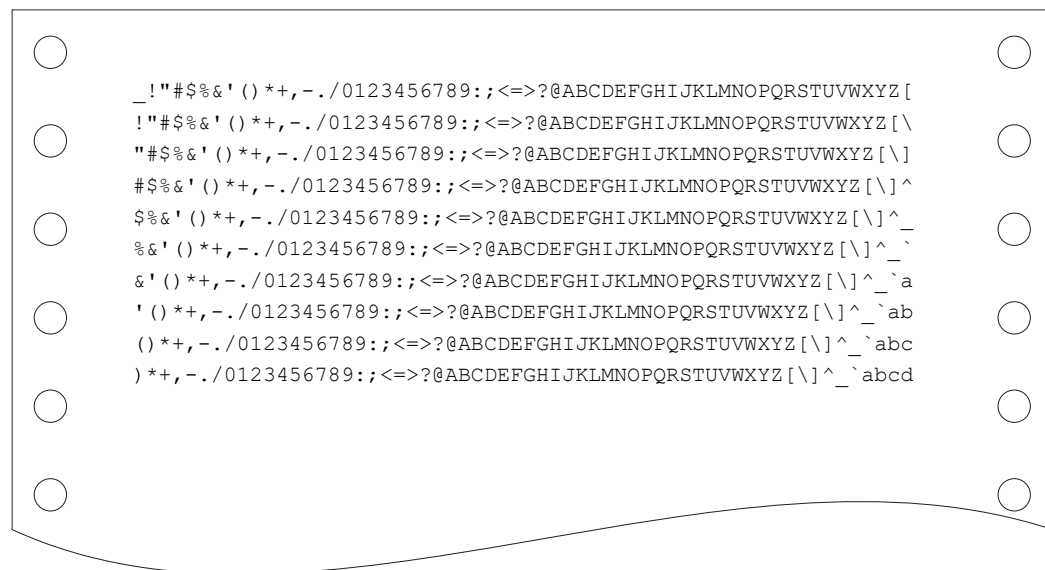 _!"#$%&'()*+,-./0123456789:;<=>?@ABCDEFGHIJKLMNOPQRSTUVWXYZ[
!"#$%&'()*+,-./0123456789:;<=>?@ABCDEFGHIJKLMNOPQRSTUVWXYZ[\
"#$%&'()*+,-./0123456789:;<=>?@ABCDEFGHIJKLMNOPQRSTUVWXYZ[\]
#$%&'()*+,-./0123456789:;<=>?@ABCDEFGHIJKLMNOPQRSTUVWXYZ[\]^
$%&'()*+,-./0123456789:;<=>?@ABCDEFGHIJKLMNOPQRSTUVWXYZ[\]^_
%&'()*+,-./0123456789:;<=>?@ABCDEFGHIJKLMNOPQRSTUVWXYZ[\]^_`
&'()*+,-./0123456789:;<=>?@ABCDEFGHIJKLMNOPQRSTUVWXYZ[\]^_`a
'()*+,-./0123456789:;<=>?@ABCDEFGHIJKLMNOPQRSTUVWXYZ[\]^_`ab
()*+,-./0123456789:;<=>?@ABCDEFGHIJKLMNOPQRSTUVWXYZ[\]^_`abc
)*+,-./0123456789:;<=>?@ABCDEFGHIJKLMNOPQRSTUVWXYZ[\]^_`abcd